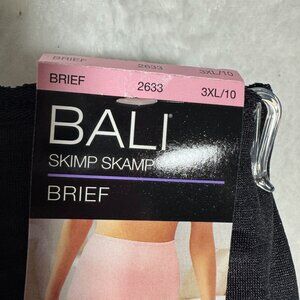 BRIEF 2633 3XL/10
BALI
SKIMP SKAMP
BRIEF